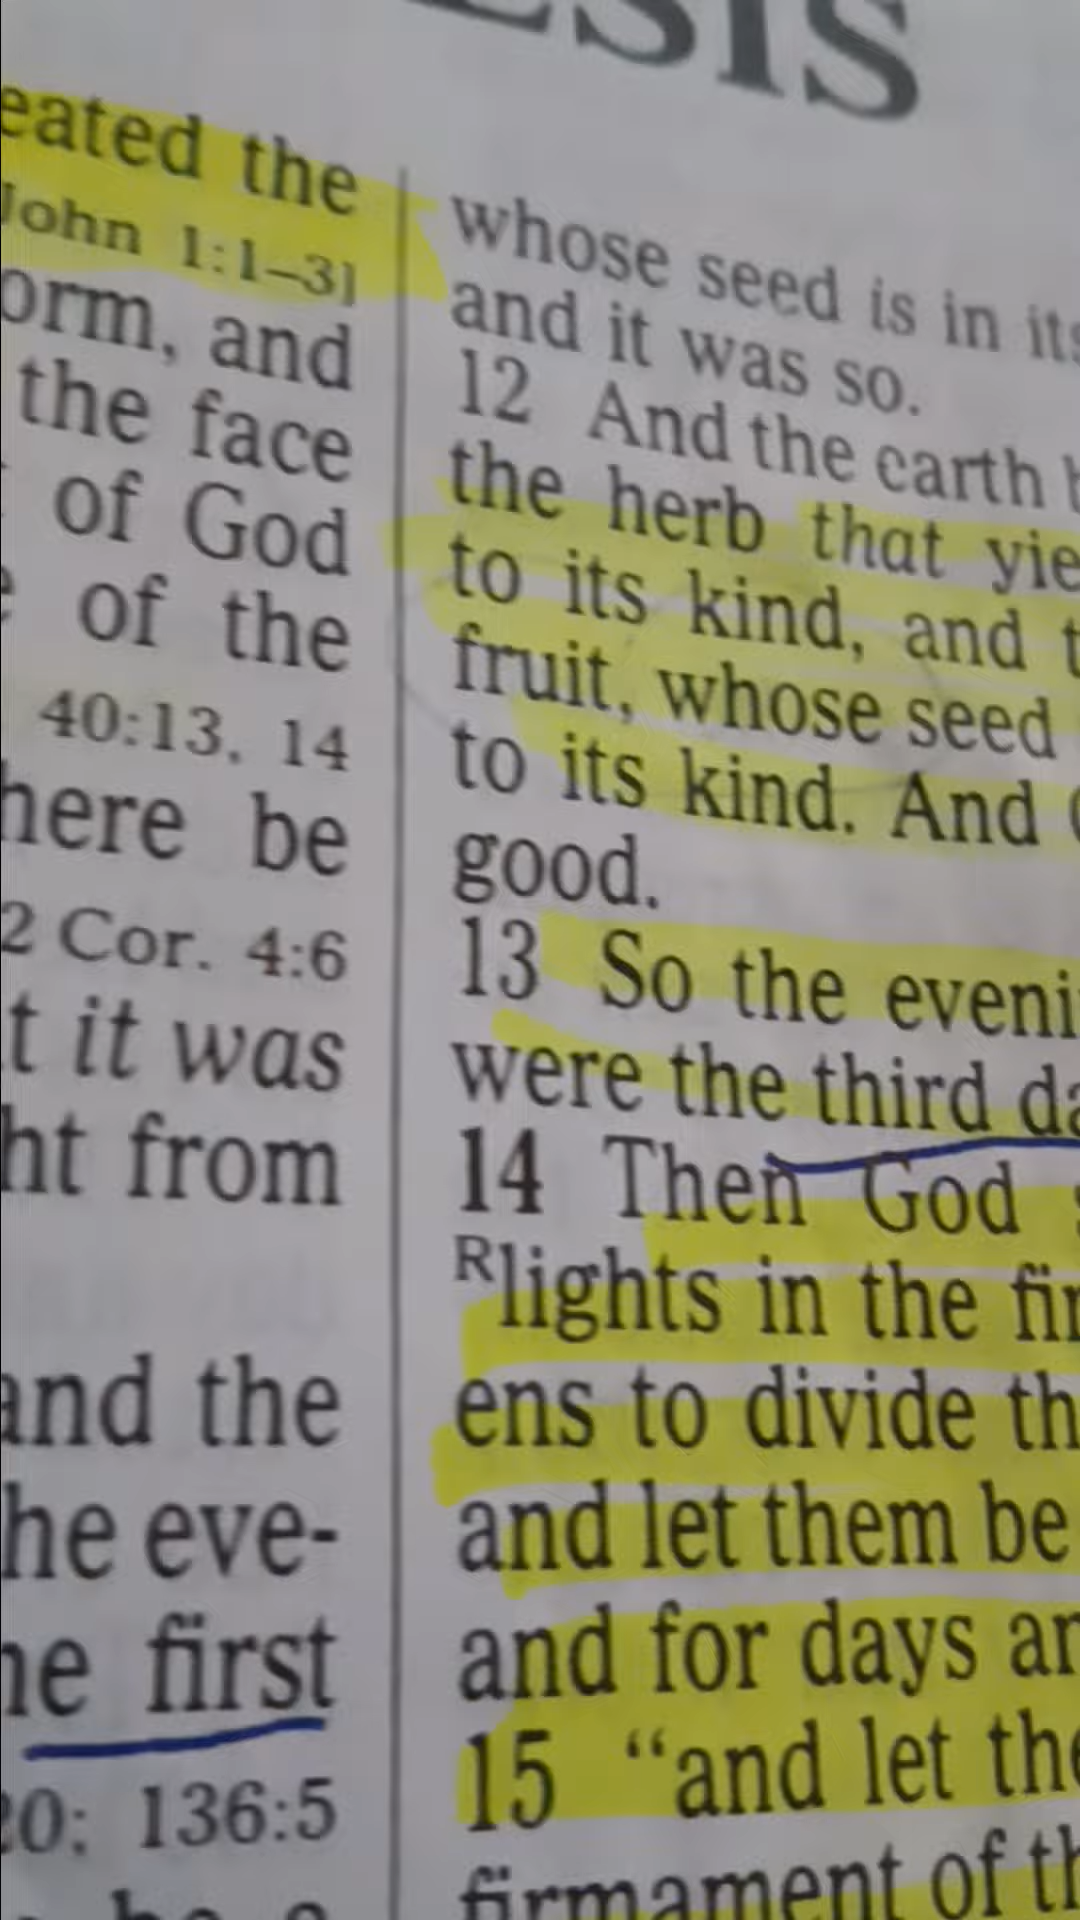 ESIS
eated the
John 1:1–3]
orm, and
the face
of God
e of the
40:13, 14
here be
2 Cor. 4:6
t it was
ht from
and the
he eve-
he first
20; 136:5
whose seed is in its
and it was so.
12 And the earth b
the herb that yie
to its kind, and t
fruit, whose seed
to its kind. And G
good.
13 So the eveni
were the third da
14 Then God s
Rlights in the fir
ens to divide th
and let them be
and for days an
15 “and let the
firmament of th